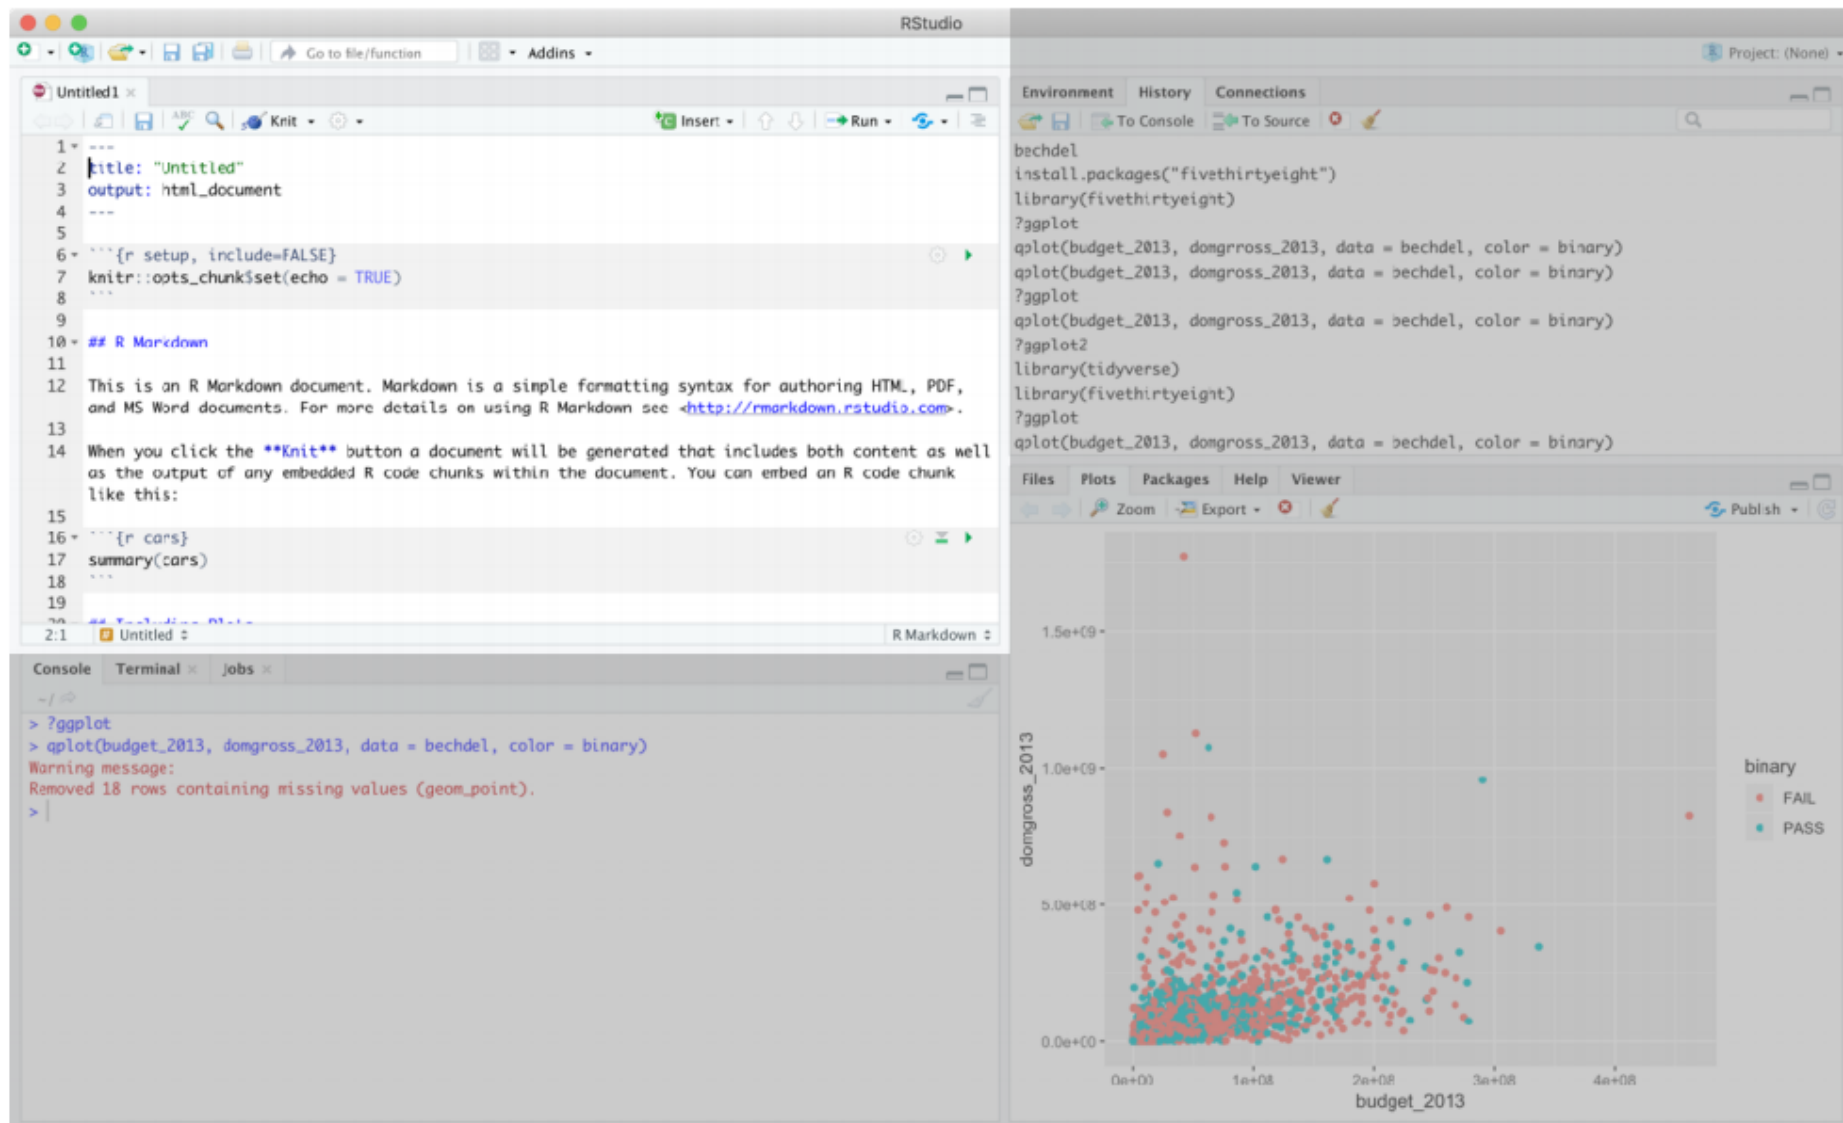 RStudio
Go to file/function
Addins
Project: (None)
Untitled1
ABC
Knit
Insert
Run
1 ---
2 title: "Untitled"
3 output: html_document
4 ---
5
6 ```{r setup, include=FALSE}
7 knitr::opts_chunk$set(echo = TRUE)
8 ```
9
10 ## R Markdown
11
12 This is an R Markdown document. Markdown is a simple formatting syntax for authoring HTML, PDF,
and MS Word documents. For more details on using R Markdown see <http://rmarkdown.rstudio.com>.
13
14 When you click the **Knit** button a document will be generated that includes both content as well
as the output of any embedded R code chunks within the document. You can embed an R code chunk
like this:
15
16 ```{r cars}
17 summary(cars)
18 ```
19
20 ## Including Plots
2:1 Untitled R Markdown
Console Terminal Jobs
~/
> ?ggplot
> qplot(budget_2013, domgross_2013, data = bechdel, color = binary)
Warning message:
Removed 18 rows containing missing values (geom_point).
>
Environment History Connections
To Console To Source
bechdel
install.packages("fivethirtyeight")
library(fivethirtyeight)
?ggplot
qplot(budget_2013, domgrross_2013, data = bechdel, color = binary)
qplot(budget_2013, domgross_2013, data = bechdel, color = binary)
?ggplot
qplot(budget_2013, domgross_2013, data = bechdel, color = binary)
?ggplot2
library(tidyverse)
library(fivethirtyeight)
?ggplot
qplot(budget_2013, domgross_2013, data = bechdel, color = binary)
Files Plots Packages Help Viewer
Zoom Export Publish
1.5e+09
1.0e+09
5.0e+08
0.0e+00
domgross_2013
0e+00 1e+08 2e+08 3e+08 4e+08
budget_2013
binary
FAIL
PASS